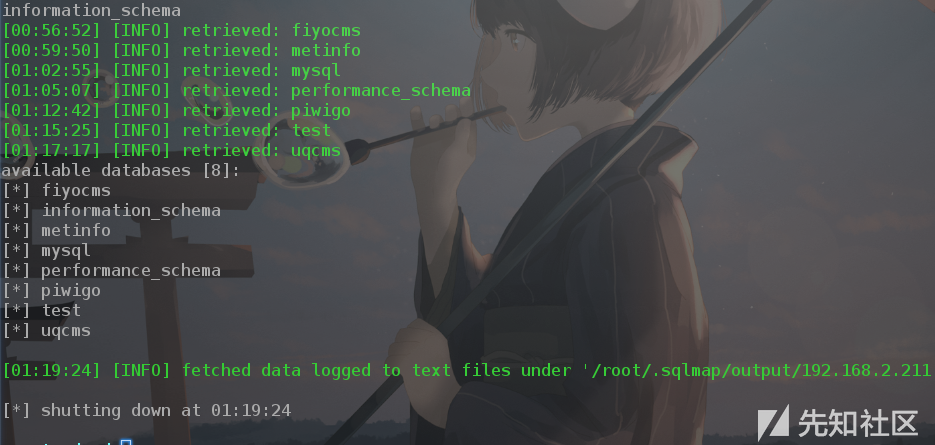 information_schema
[00:56:52] [INFO] retrieved: fiyocms
[00:59:50] [INFO] retrieved: metinfo
[01:02:55] [INFO] retrieved: mysql
[01:05:07] [INFO] retrieved: performance_schema
[01:12:42] [INFO] retrieved: piwigo
[01:15:25] [INFO] retrieved: test
[01:17:17] [INFO] retrieved: uqcms
available databases [8]:
[*] fiyocms
[*] information_schema
[*] metinfo
[*] mysql
[*] performance_schema
[*] piwigo
[*] test
[*] uqcms
[01:19:24] [INFO] fetched data logged to text files under '/root/.sqlmap/output/192.168.2.211
[*] shutting down at 01:19:24
先知社区